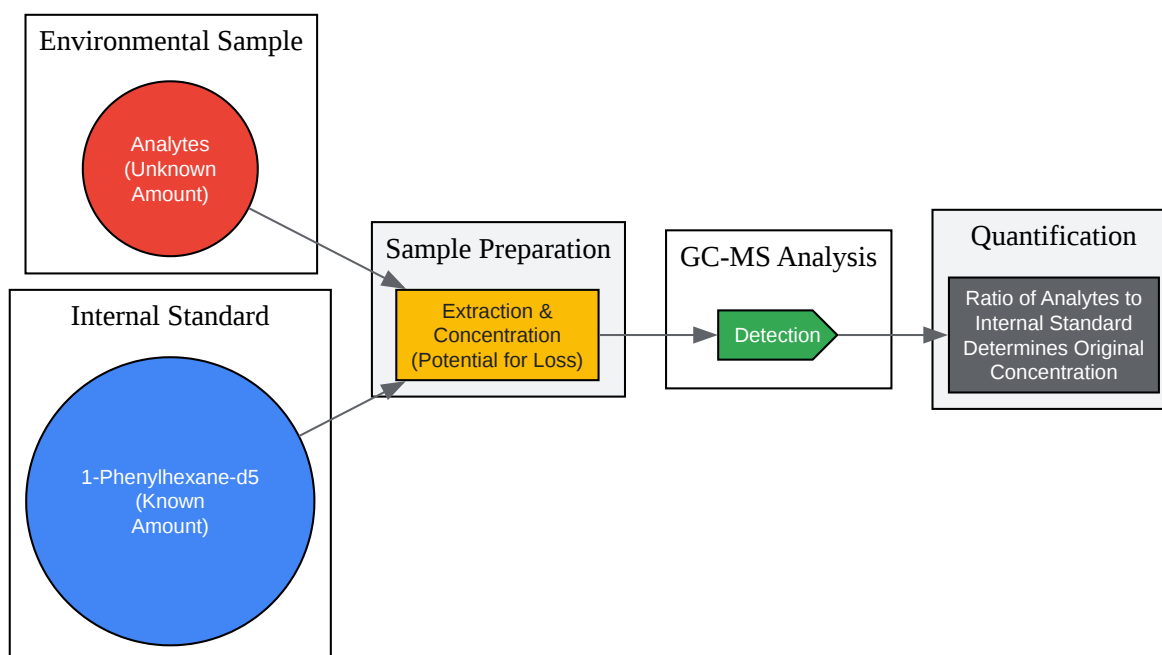 Environmental Sample
Analytes
(Unknown
Amount)
Internal Standard
1-Phenylhexane-d5
(Known
Amount)
Sample Preparation
Extraction &
Concentration
(Potential for Loss)
GC-MS Analysis
Detection
Quantification
Ratio of Analytes to
Internal Standard
Determines Original
Concentration